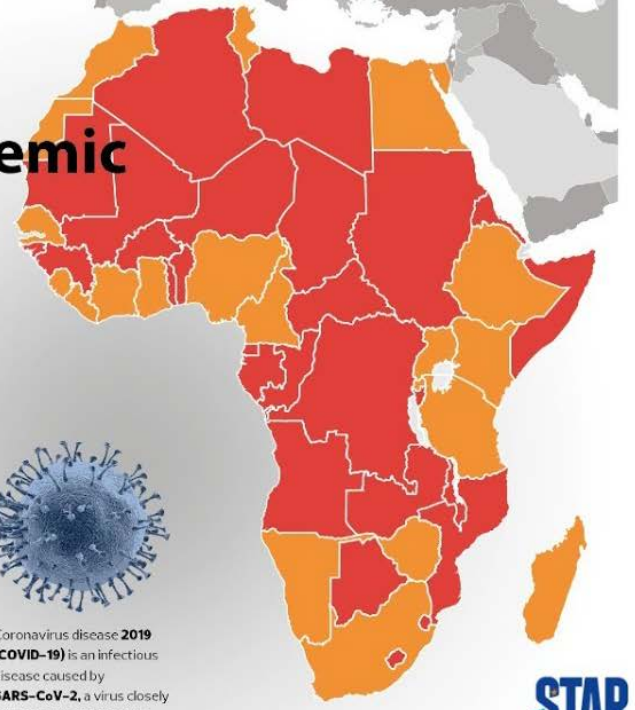 emic
Coronavirus disease 2019
(COVID-19) is an infectious
disease caused by
SARS-CoV-2, a virus closely
STAR